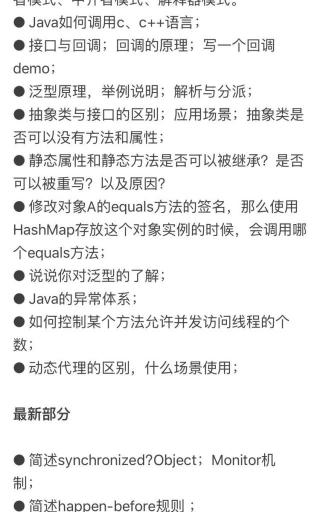 者模式、中介者模式、解释器模式。
● Java如何调用c、c++语言；
● 接口与回调；回调的原理；写一个回调
demo；
● 泛型原理，举例说明；解析与分派；
● 抽象类与接口的区别；应用场景；抽象类是
否可以没有方法和属性；
● 静态属性和静态方法是否可以被继承？是否
可以被重写？以及原因？
● 修改对象A的equals方法的签名，那么使用
HashMap存放这个对象实例的时候，会调用哪
个equals方法；
● 说说你对泛型的了解；
● Java的异常体系；
● 如何控制某个方法允许并发访问线程的个
数；
● 动态代理的区别，什么场景使用；
最新部分
● 简述synchronized?Object；Monitor机
制；
● 简述happen-before规则 ；